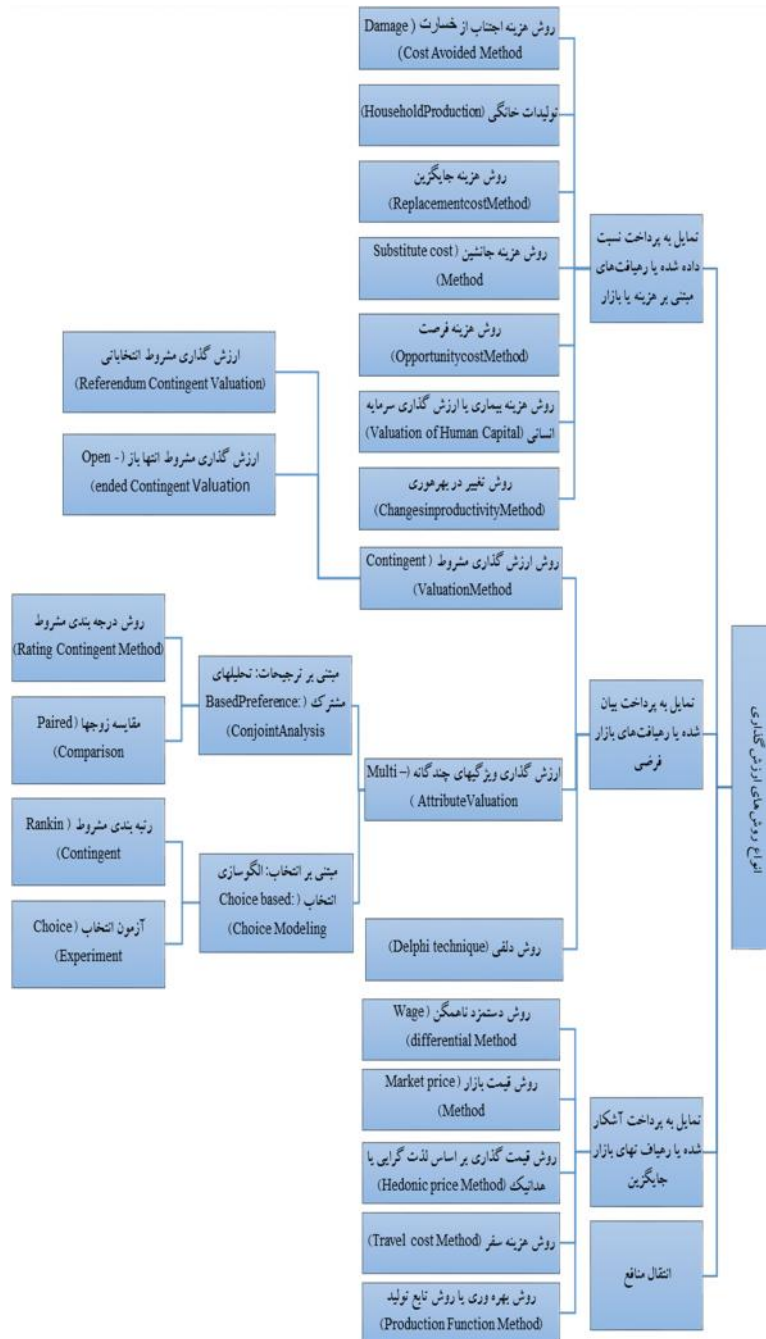 انواع روش‌های ارزش گذاری
تمایل به پرداخت نسبت
داده شده یا رهیافت‌های
مبتنی بر هزینه یا بازار
روش هزینه اجتناب از خسارت ( Damage
Cost Avoided Method)
تولیدات خانگی (HouseholdProduction)
روش هزینه جایگزین
(ReplacementcostMethod)
روش هزینه جانشین ( Substitute cost
Method)
روش هزینه فرصت
(OpportunitycostMethod)
روش هزینه بیماری یا ارزش گذاری سرمایه
انسانی (Valuation of Human Capital)
روش تغییر در بهره‌وری
(ChangesinproductivityMethod)
تمایل به پرداخت بیان
شده یا رهیافت‌های بازار
فرضی
روش ارزش گذاری مشروط ( Contingent
ValuationMethod)
ارزش گذاری مشروط انتخاباتی
(Referendum Contingent Valuation)
ارزش گذاری مشروط انتها باز ( - Open
ended Contingent Valuation)
ارزش گذاری ویژگیهای چندگانه ( – Multi
AttributeValuation )
مبتنی بر ترجیحات: تحلیلهای
مشترک ( :BasedPreference
ConjointAnalysis)
روش درجه بندی مشروط
(Rating Contingent Method)
مقایسه زوجها ( Paired
Comparison)
مبتنی بر انتخاب: الگوسازی
انتخاب ( :Choice based
Choice Modeling)
رتبه بندی مشروط ( Rankin
Contingent)
آزمون انتخاب ( Choice
Experiment)
روش دلفی (Delphi technique)
تمایل به پرداخت آشکار
شده یا رهیاف تهای بازار
جایگزین
روش دستمزد ناهمگن ( Wage
differential Method)
روش قیمت بازار ( Market price
Method)
روش قیمت گذاری بر اساس لذت گرایی یا
هدانیک (Hedonic price Method)
روش هزینه سفر (Travel cost Method)
روش بهره وری یا روش تابع تولید
(Production Function Method)
انتقال منافع